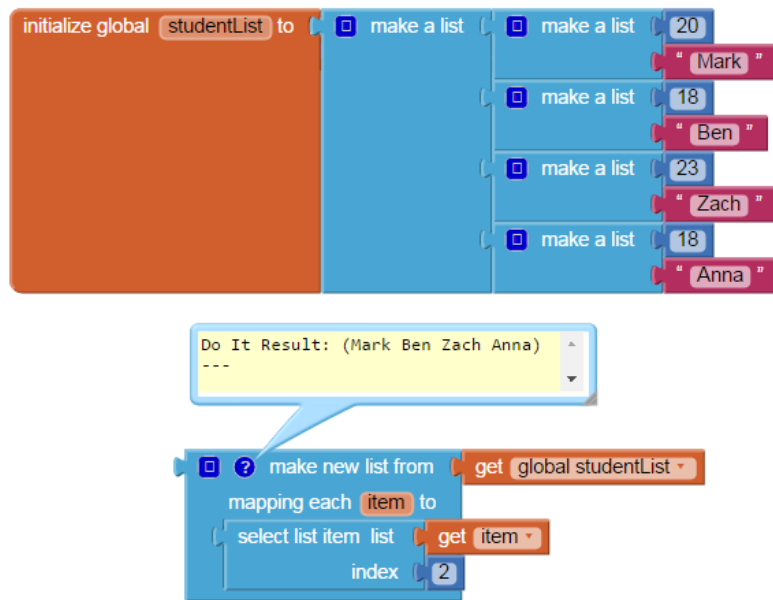 initialize global studentList to make a list make a list 20
" Mark "
make a list 18
" Ben "
make a list 23
" Zach "
make a list 18
" Anna "
Do It Result: (Mark Ben Zach Anna)
---
? make new list from get global studentList
mapping each item to
select list item list get item
index 2